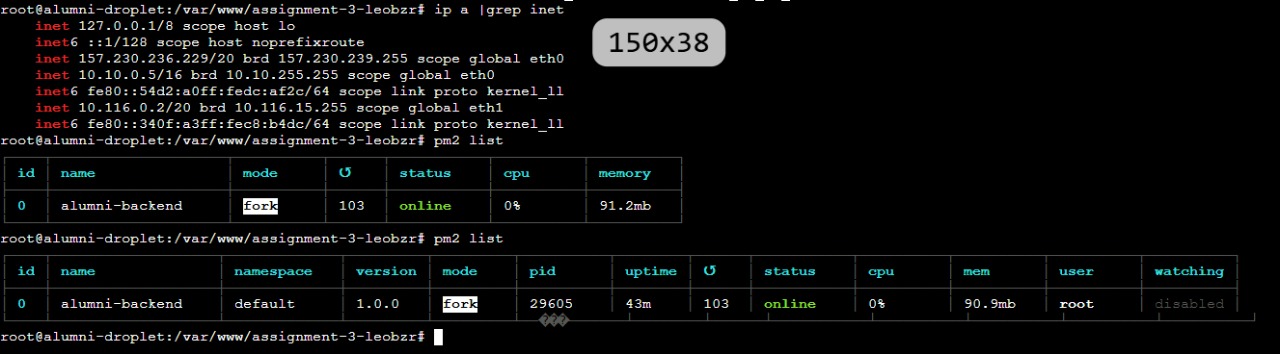 root@alumni-droplet:/var/www/assignment-3-leobzr# ip a |grep inet
inet 127.0.0.1/8 scope host lo
inet6 ::1/128 scope host noprefixroute
150x38
inet 157.230.236.229/20 brd 157.230.239.255 scope global eth0
inet 10.10.0.5/16 brd 10.10.255.255 scope global eth0
inet6 fe80::54d2:a0ff:fedc:af2c/64 scope link proto kernel_ll
inet 10.116.0.2/20 brd 10.116.15.255 scope global eth1
inet6 fe80::340f:a3ff:fec8:b4dc/64 scope link proto kernel_ll
root@alumni-droplet:/var/www/assignment-3-leobzr# pm2 list
id name mode ↺ status cpu memory
0 alumni-backend fork 103 online 0% 91.2mb
root@alumni-droplet:/var/www/assignment-3-leobzr# pm2 list
id name namespace version mode pid uptime ↺ status cpu mem user watching
0 alumni-backend default 1.0.0 fork 29605 43m 103 online 0% 90.9mb root disabled
���
root@alumni-droplet:/var/www/assignment-3-leobzr#